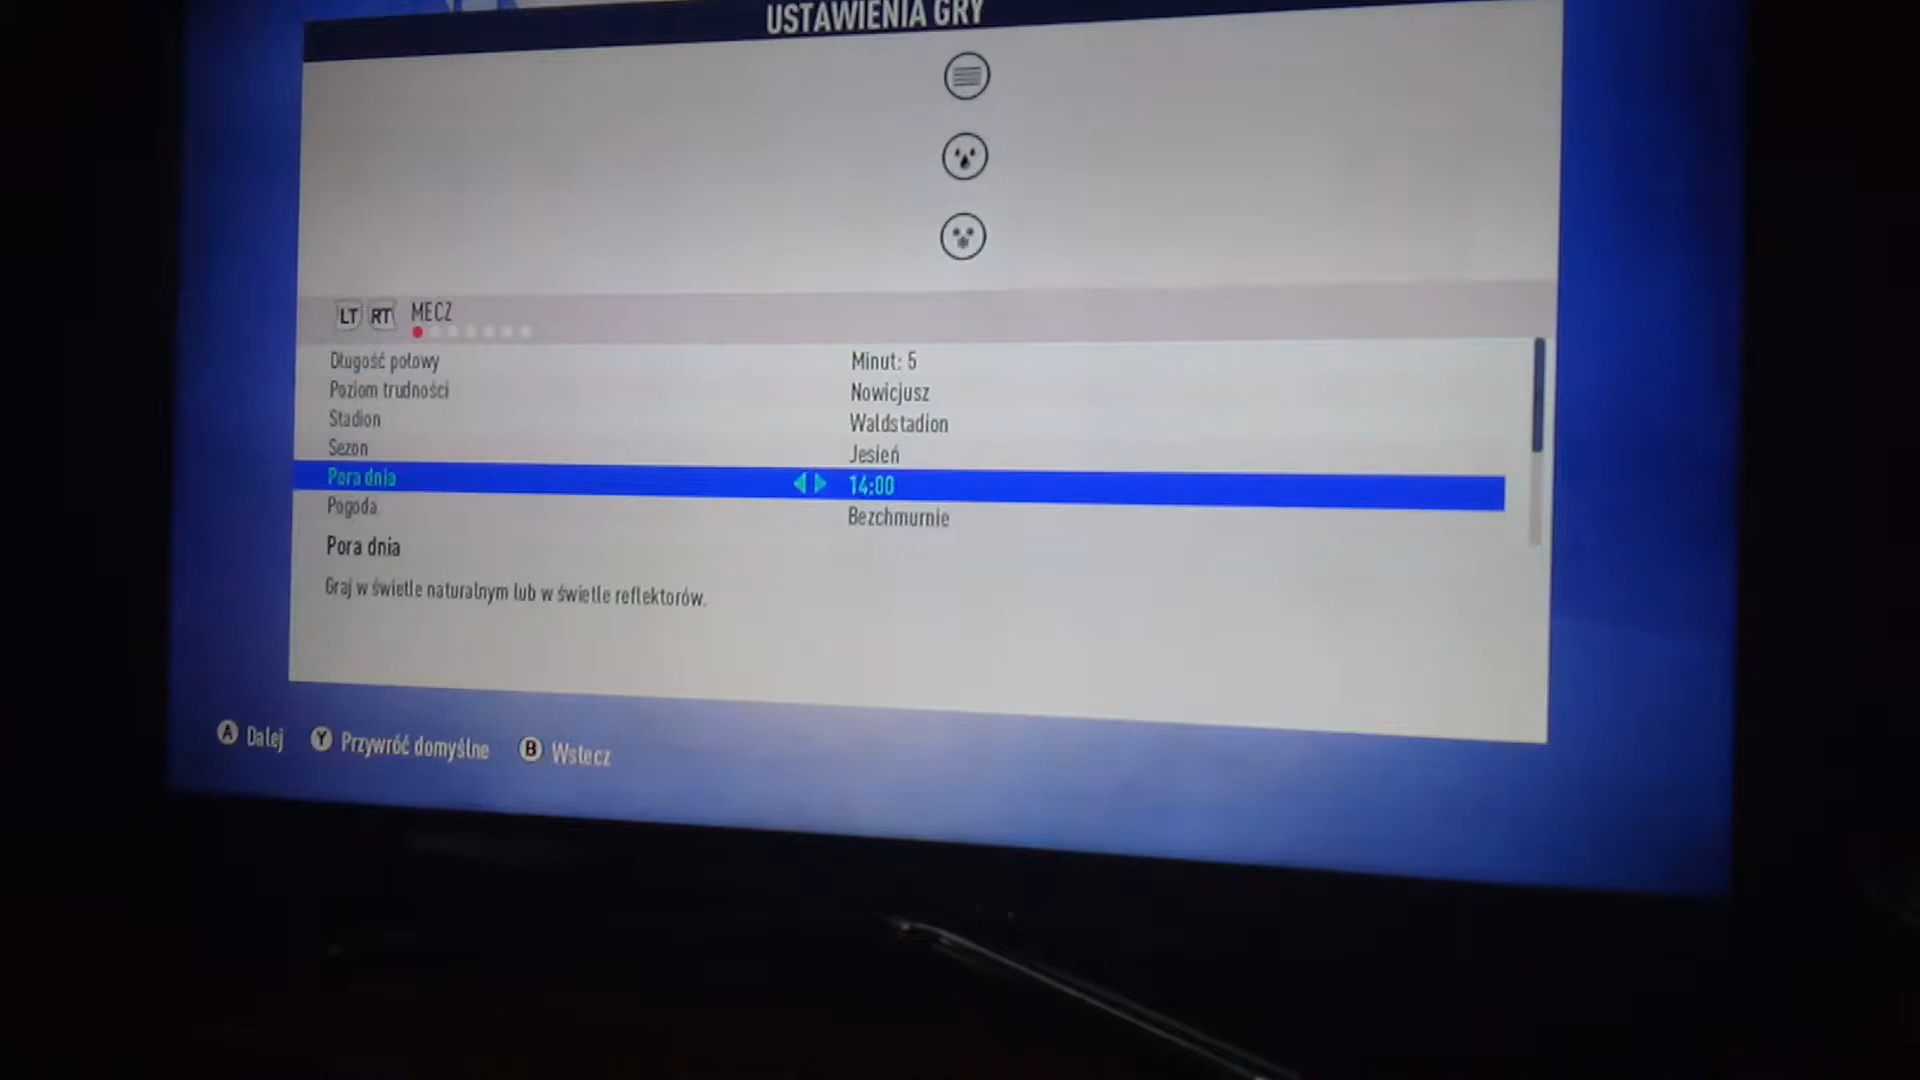 USTAWIENIA GRY
LT RT MECZ
Długość połowy Minut: 5
Poziom trudności Nowicjusz
Stadion Waldstadion
Sezon Jesień
Pora dnia 14:00
Pogoda Bezchmurnie
Pora dnia
Graj w świetle naturalnym lub w świetle reflektorów.
A Dalej Y Przywróć domyślne B Wstecz